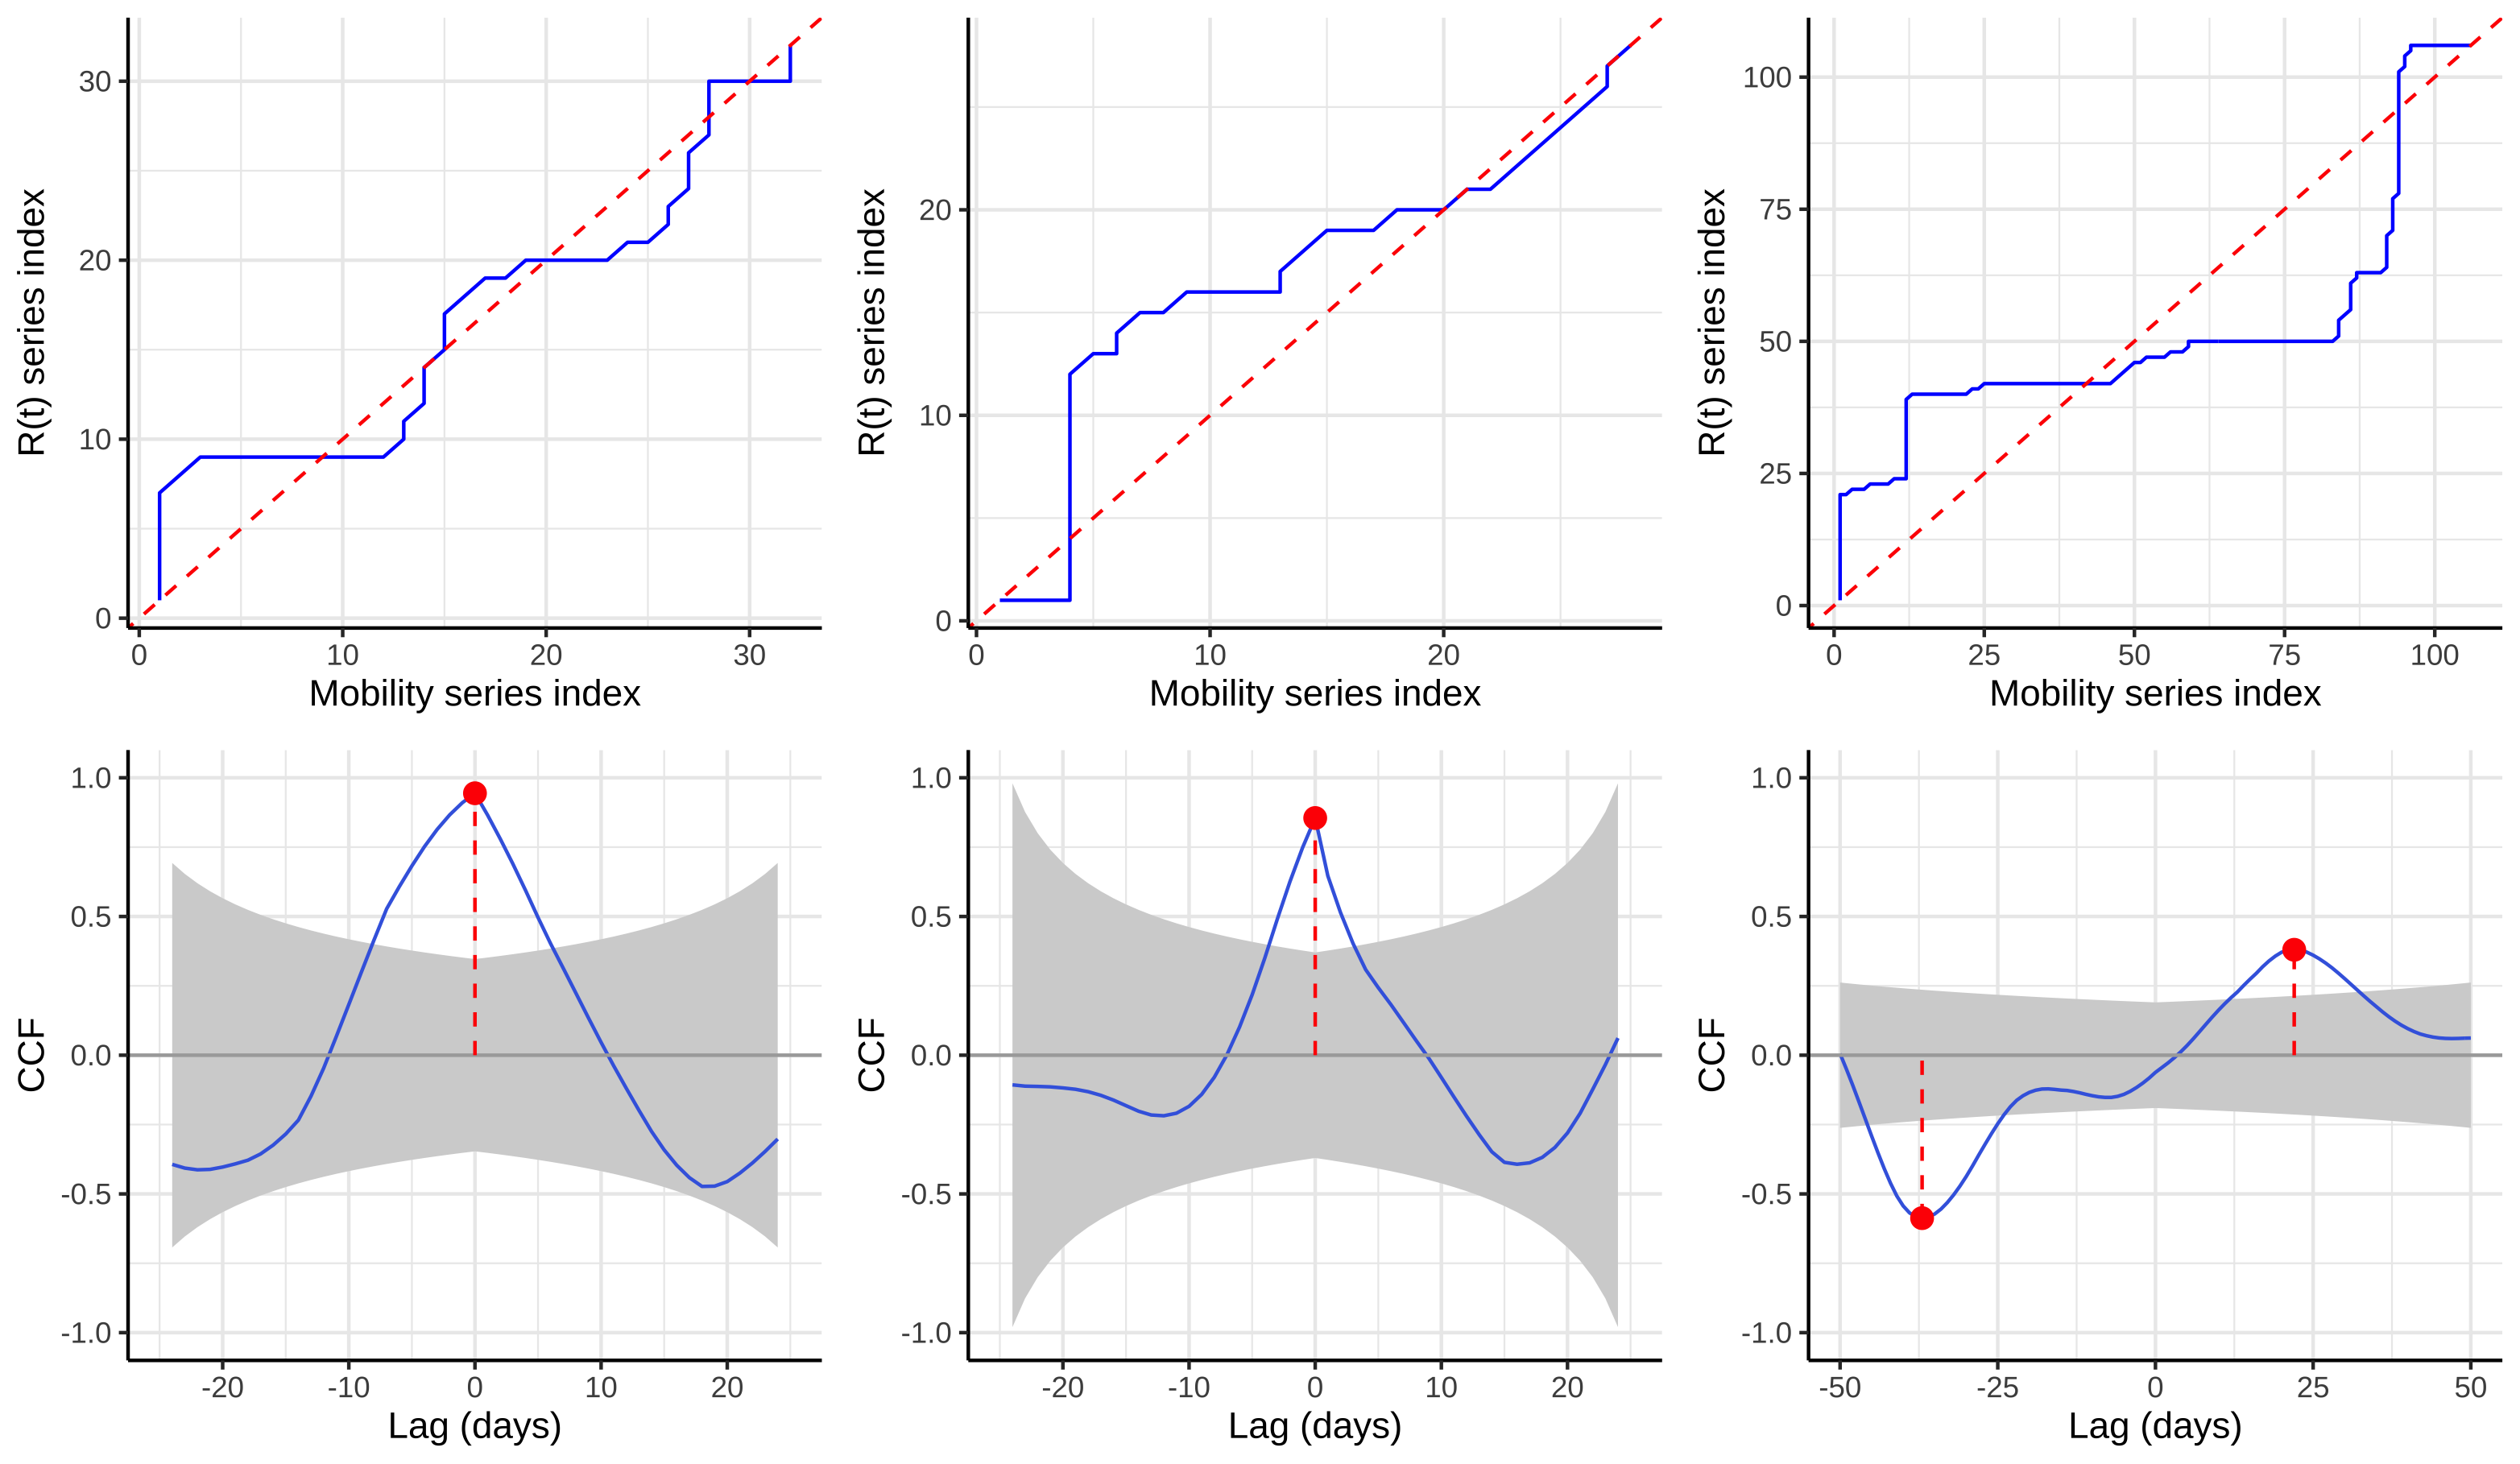 R(t) series index
30
20
10
0
0 10 20 30
Mobility series index
R(t) series index
20
10
0
0 10 20
Mobility series index
R(t) series index
100
75
50
25
0
0 25 50 75 100
Mobility series index
CCF
1.0
0.5
0.0
-0.5
-1.0
-20 -10 0 10 20
Lag (days)
CCF
1.0
0.5
0.0
-0.5
-1.0
-20 -10 0 10 20
Lag (days)
CCF
1.0
0.5
0.0
-0.5
-1.0
-50 -25 0 25 50
Lag (days)